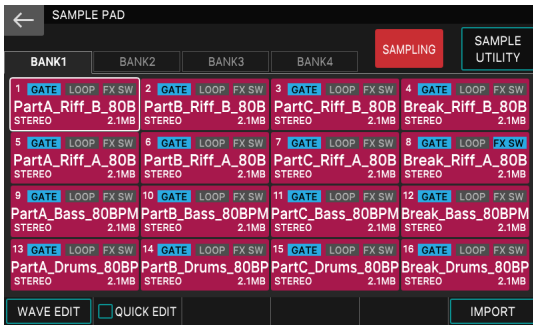 SAMPLE PAD
BANK1 BANK2 BANK3 BANK4 SAMPLING SAMPLE UTILITY
1 GATE LOOP FX SW 2 GATE LOOP FX SW 3 GATE LOOP FX SW 4 GATE LOOP FX SW
PartA_Riff_B_80B PartB_Riff_B_80B PartC_Riff_B_80B Break_Riff_B_80B
STEREO 2.1MB STEREO 2.1MB STEREO 2.1MB STEREO 2.1MB
5 GATE LOOP FX SW 6 GATE LOOP FX SW 7 GATE LOOP FX SW 8 GATE LOOP FX SW
PartA_Riff_A_80B PartB_Riff_A_80B PartC_Riff_A_80B Break_Riff_A_80B
STEREO 2.1MB STEREO 2.1MB STEREO 2.1MB STEREO 2.1MB
9 GATE LOOP FX SW 10 GATE LOOP FX SW 11 GATE LOOP FX SW 12 GATE LOOP FX SW
PartA_Bass_80BPM PartB_Bass_80BPM PartC_Bass_80BPM Break_Bass_80BPM
STEREO 2.1MB STEREO 2.1MB STEREO 2.1MB STEREO 2.1MB
13 GATE LOOP FX SW 14 GATE LOOP FX SW 15 GATE LOOP FX SW 16 GATE LOOP FX SW
PartA_Drums_80BP PartB_Drums_80BP PartC_Drums_80BP Break_Drums_80BP
STEREO 2.1MB STEREO 2.1MB STEREO 2.1MB STEREO 2.1MB
WAVE EDIT QUICK EDIT IMPORT